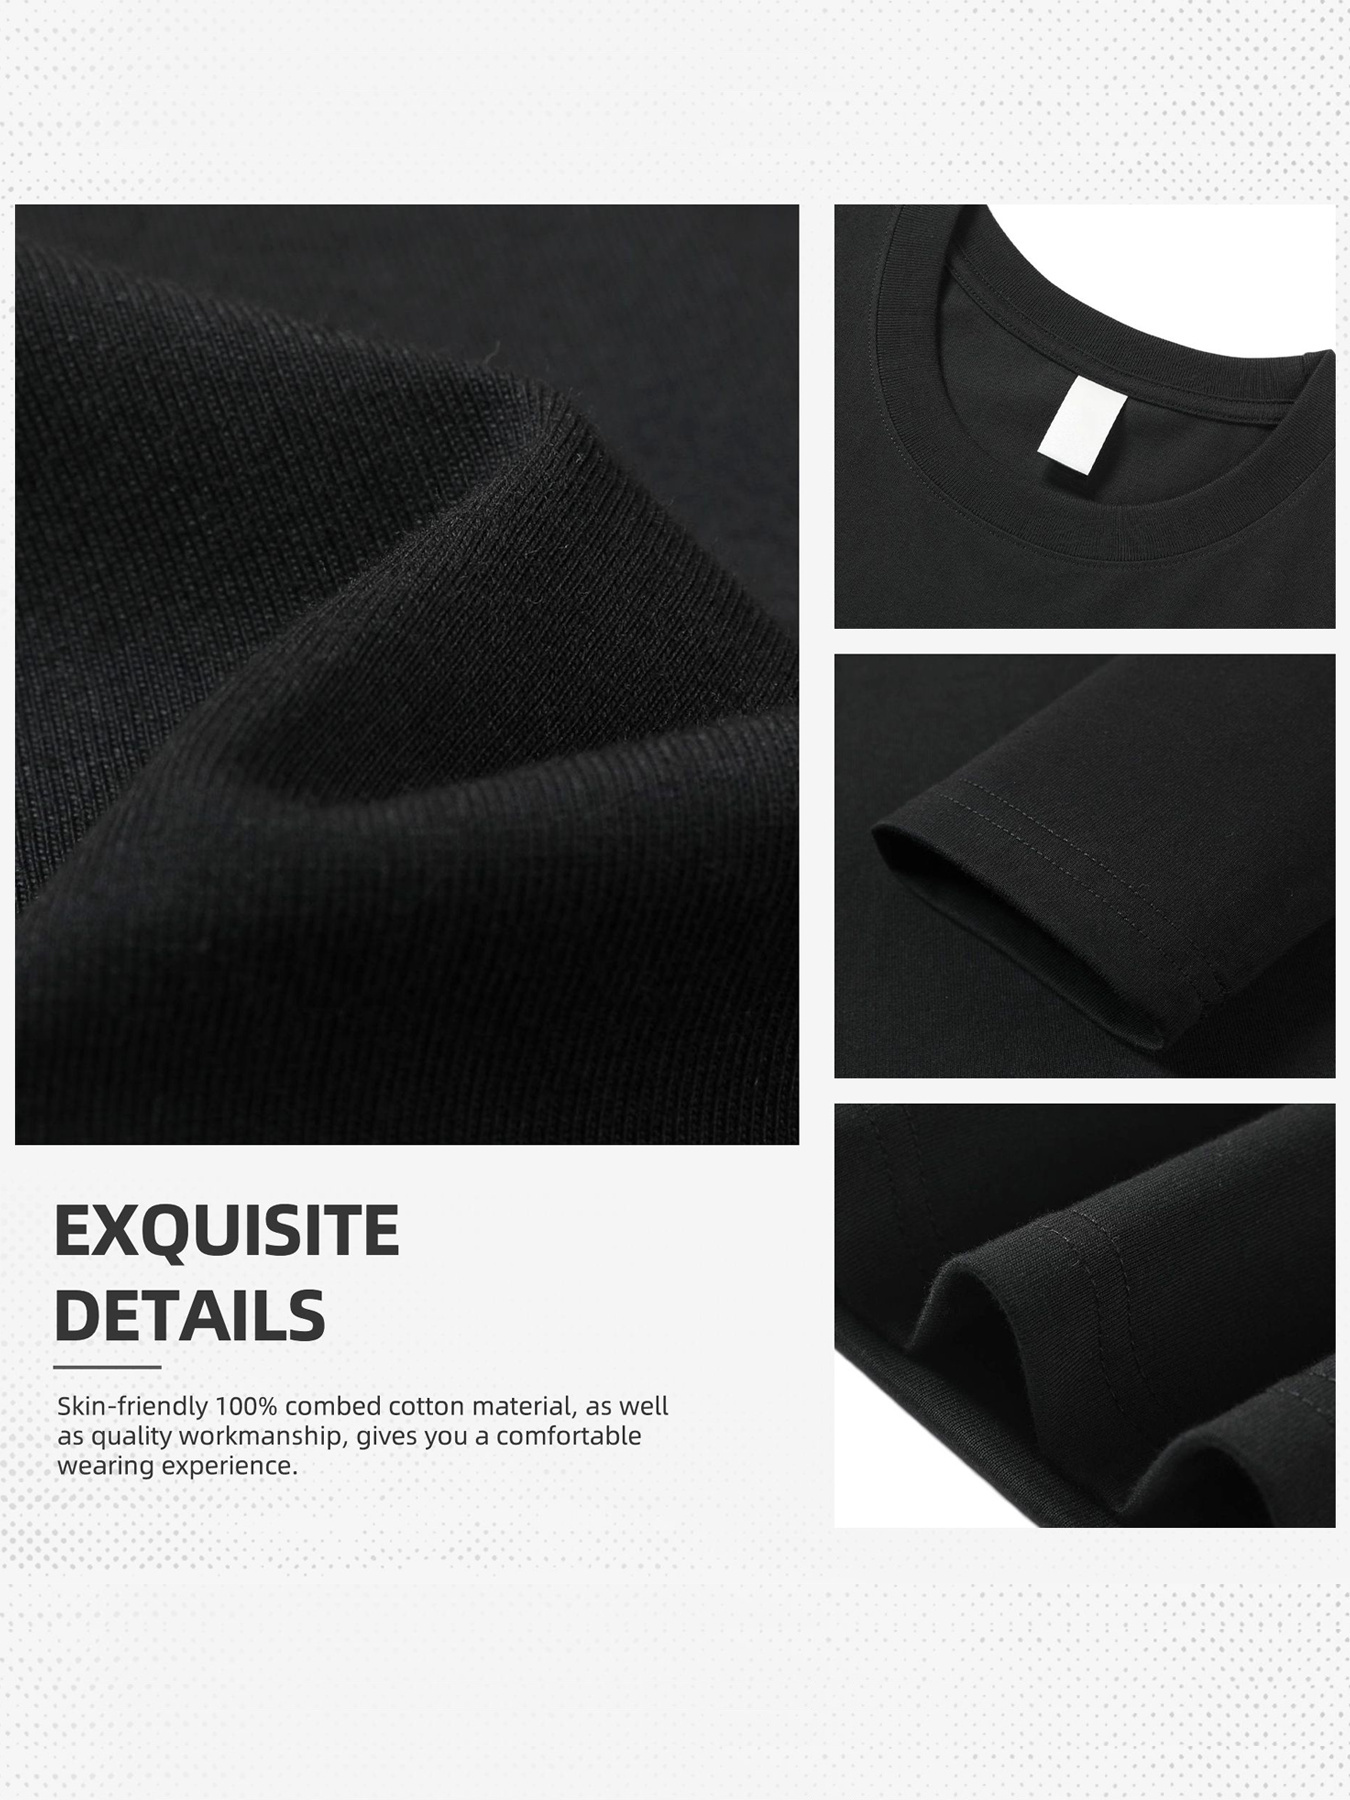 EXQUISITE
DETAILS
Skin-friendly 100% combed cotton material, as well
as quality workmanship, gives you a comfortable
wearing experience.